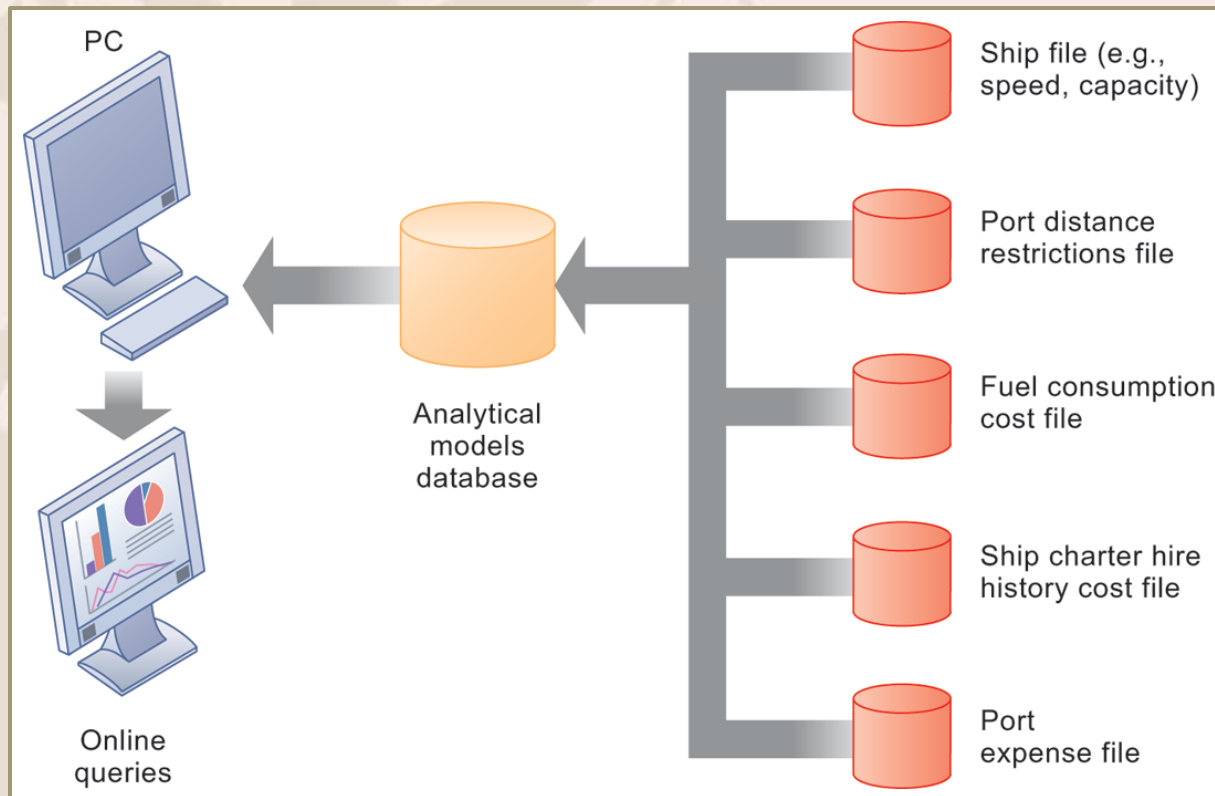 PC
Ship file (e.g.,
speed, capacity)
Port distance
restrictions file
Fuel consumption
cost file
Analytical
models
database
Ship charter hire
history cost file
Port
expense file
Online
queries